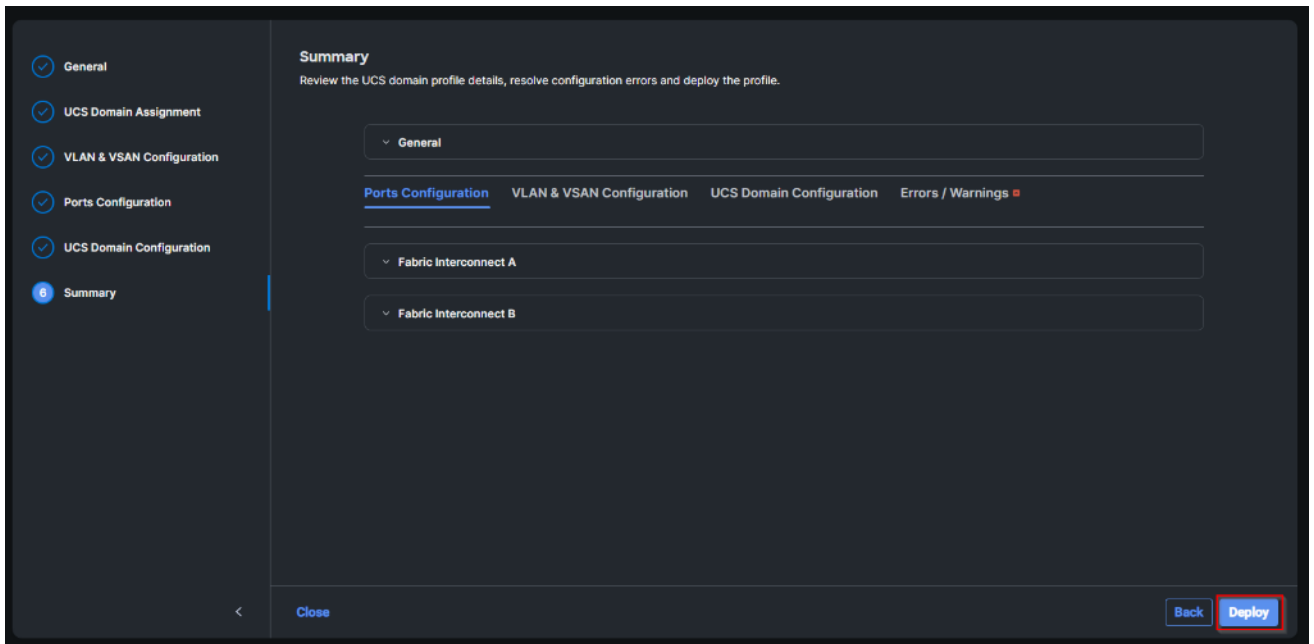 General
UCS Domain Assignment
VLAN & VSAN Configuration
Ports Configuration
UCS Domain Configuration
6 Summary
Summary
Review the UCS domain profile details, resolve configuration errors and deploy the profile.
General
Ports Configuration VLAN & VSAN Configuration UCS Domain Configuration Errors / Warnings
Fabric Interconnect A
Fabric Interconnect B
Close Back Deploy